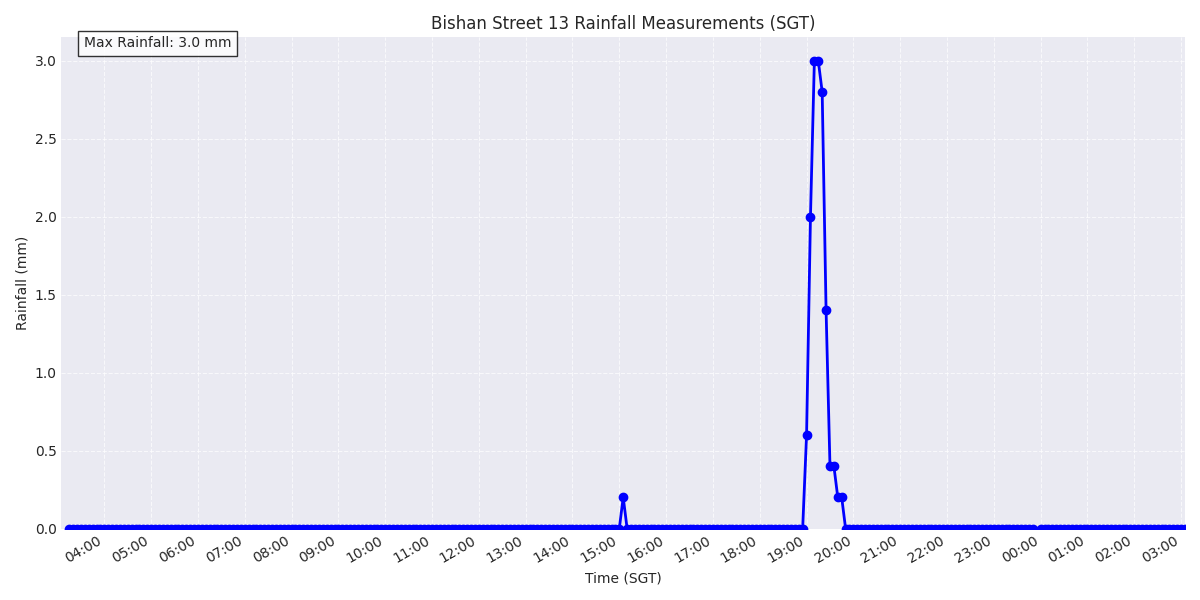 Bishan Street 13 Rainfall Measurements (SGT)
Max Rainfall: 3.0 mm
3.0
2.5
2.0
1.5
1.0
0.5
0.0
Rainfall (mm)
04:00 05:00 06:00 07:00 08:00 09:00 10:00 11:00 12:00 13:00 14:00 15:00 16:00 17:00 18:00 19:00 20:00 21:00 22:00 23:00 00:00 01:00 02:00 03:00
Time (SGT)